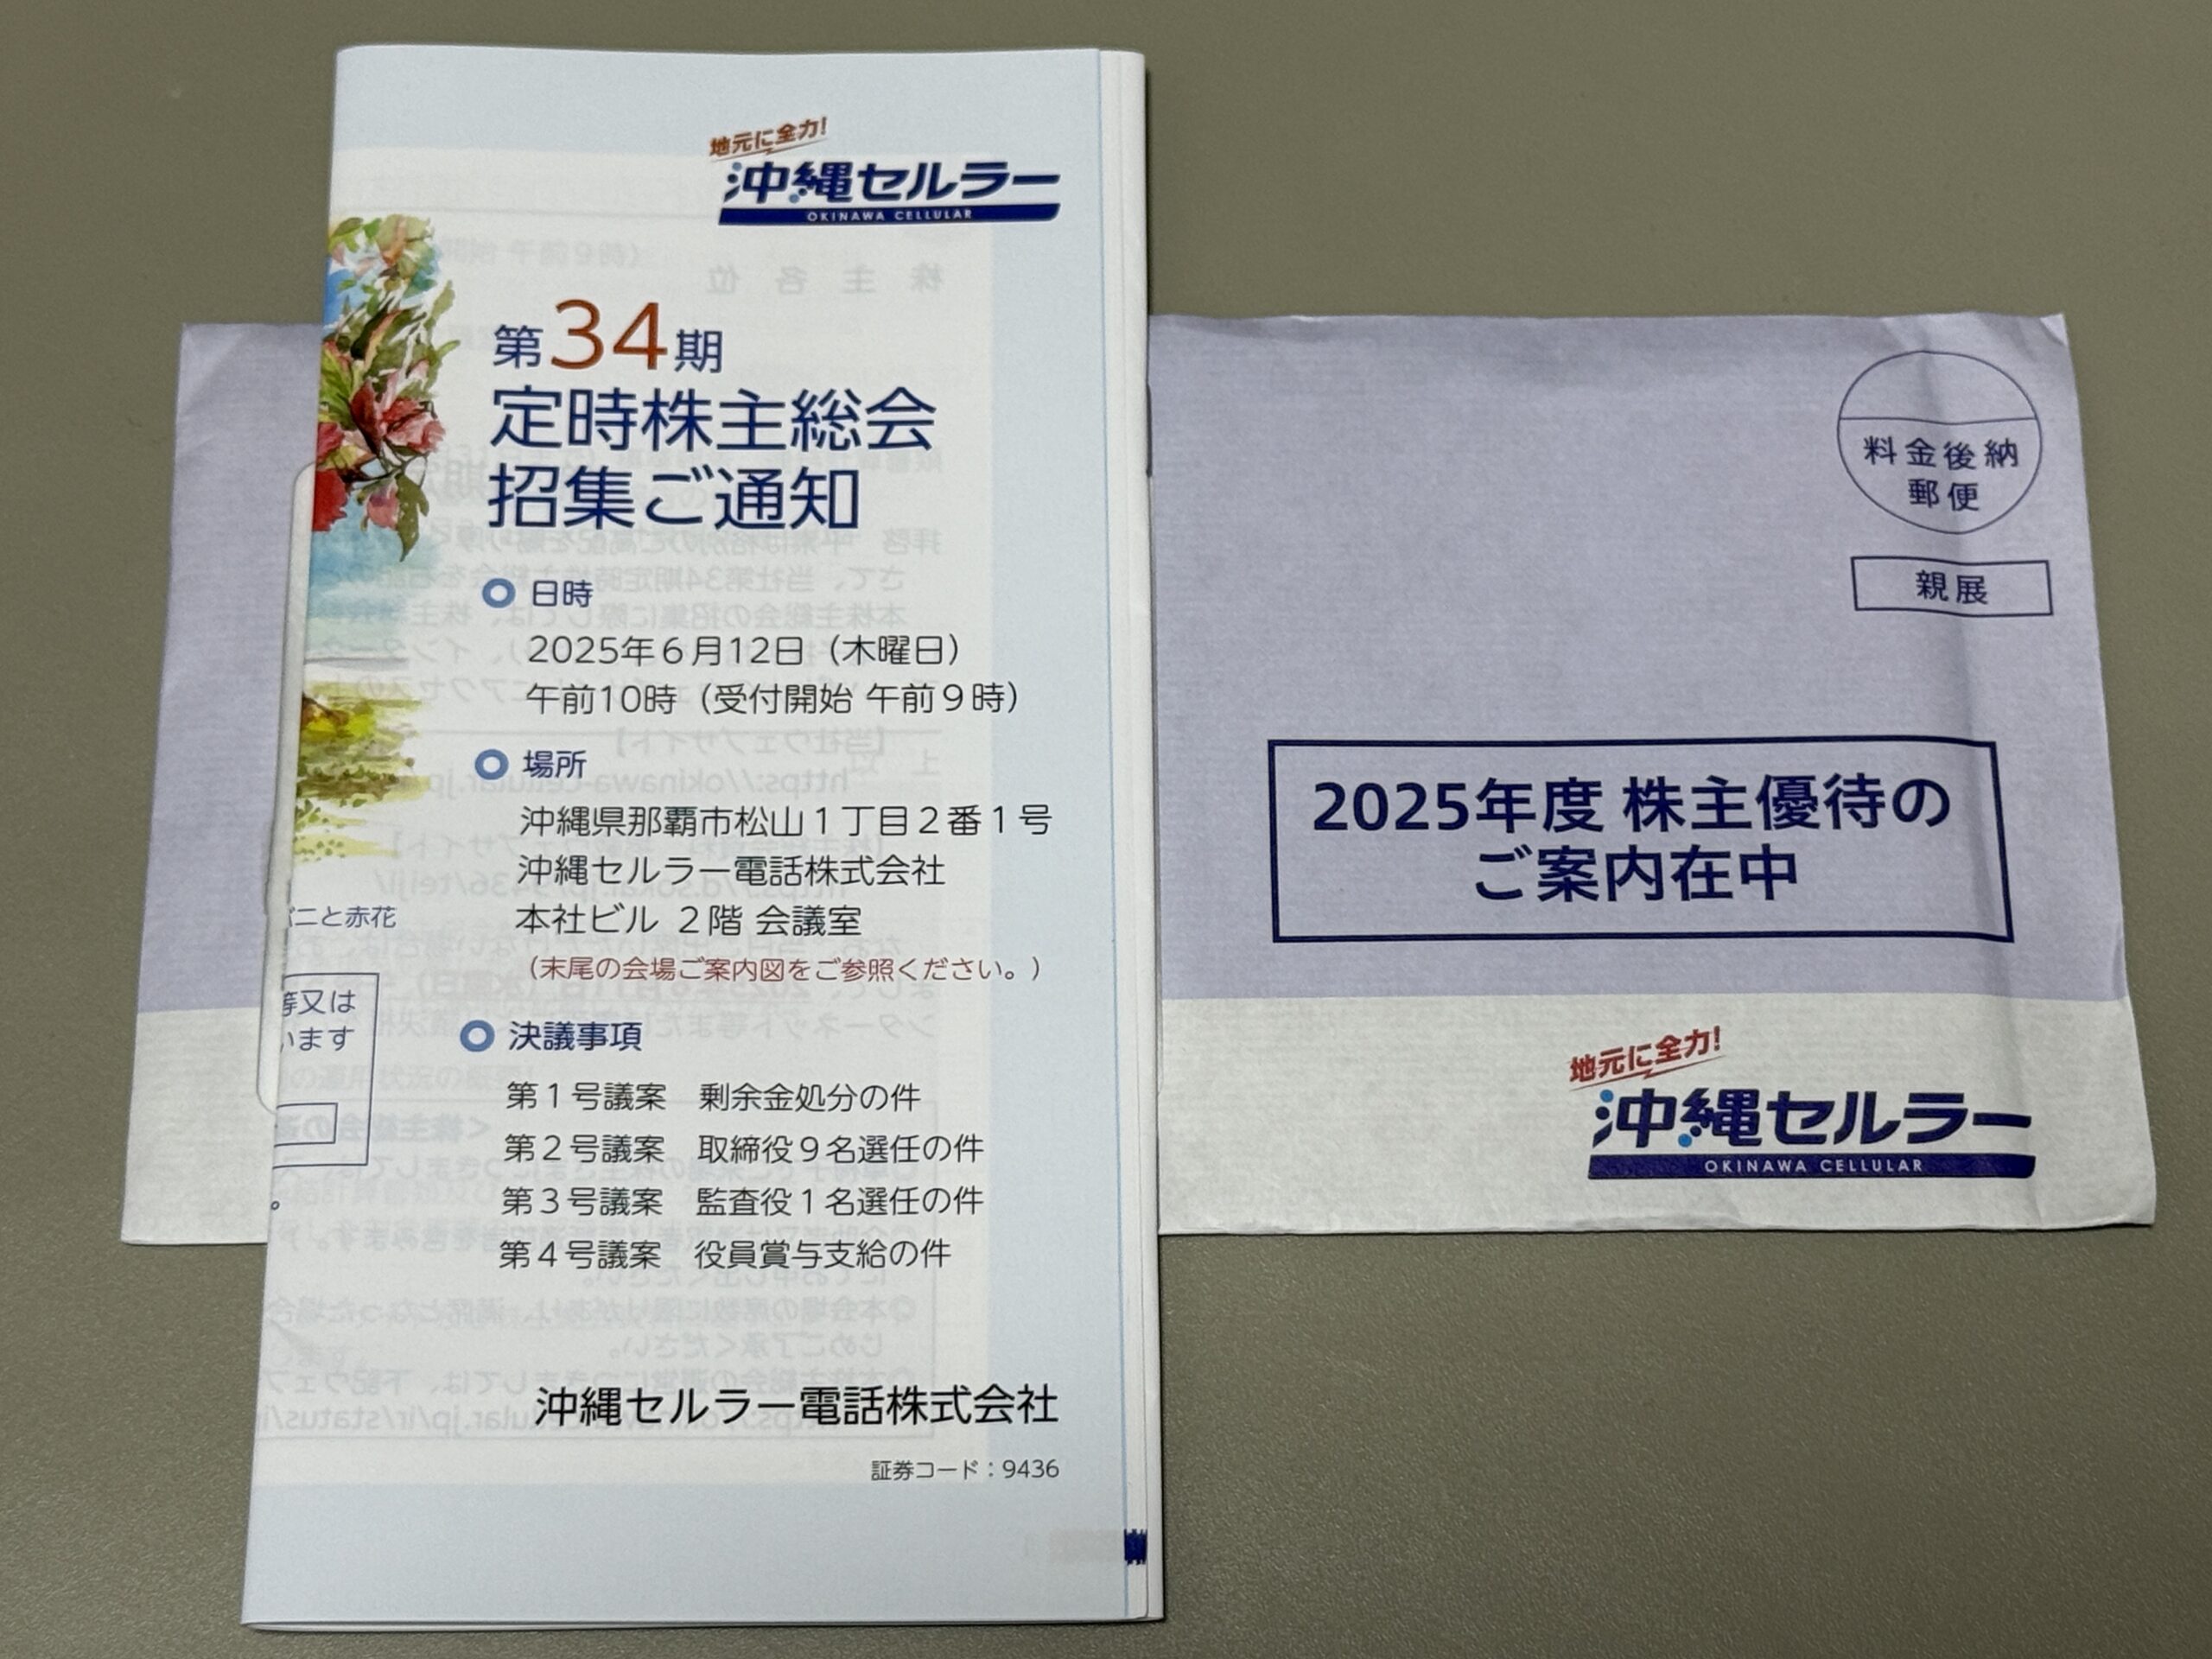 地元に全力!
沖縄セルラー
OKINAWA CELLULAR
第34期
定時株主総会
招集ご通知
日時
2025年6月12日（木曜日）
午前10時（受付開始 午前9時）
場所
沖縄県那覇市松山1丁目2番1号
沖縄セルラー電話株式会社
本社ビル 2階 会議室
（末尾の会場ご案内図をご参照ください。）
決議事項
第1号議案 剰余金処分の件
第2号議案 取締役9名選任の件
第3号議案 監査役1名選任の件
第4号議案 役員賞与支給の件
沖縄セルラー電話株式会社
証券コード：9436
ニと赤花
等又は
います
。
料金後納
郵便
親展
2025年度 株主優待の
ご案内在中
地元に全力!
沖縄セルラー
OKINAWA CELLULAR